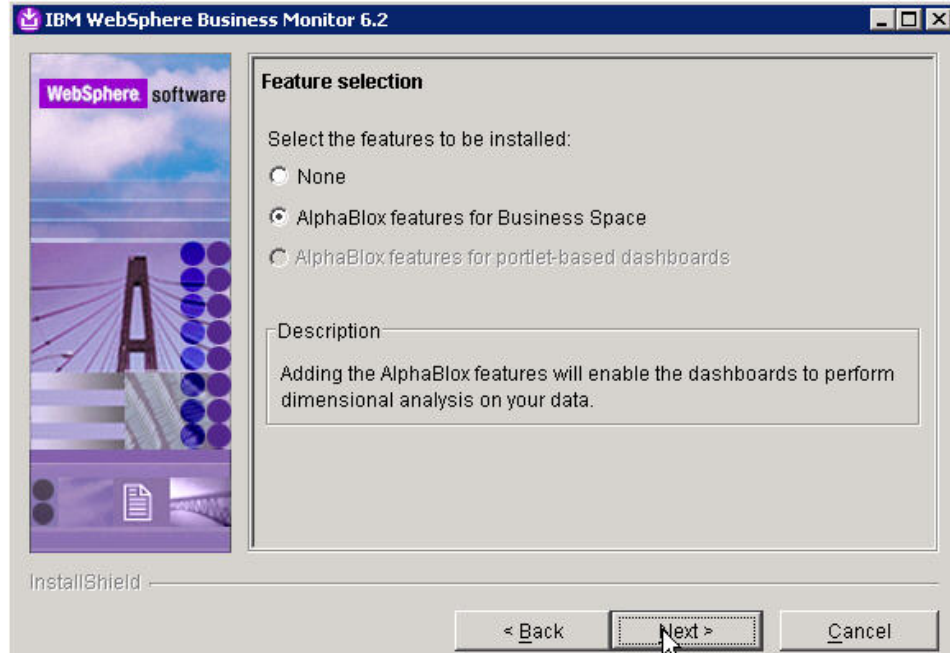 IBM WebSphere Business Monitor 6.2
WebSphere. software
Feature selection
Select the features to be installed:
None
AlphaBlox features for Business Space
AlphaBlox features for portlet-based dashboards
Description
Adding the AlphaBlox features will enable the dashboards to perform
dimensional analysis on your data.
InstallShield
< Back
Next >
Cancel